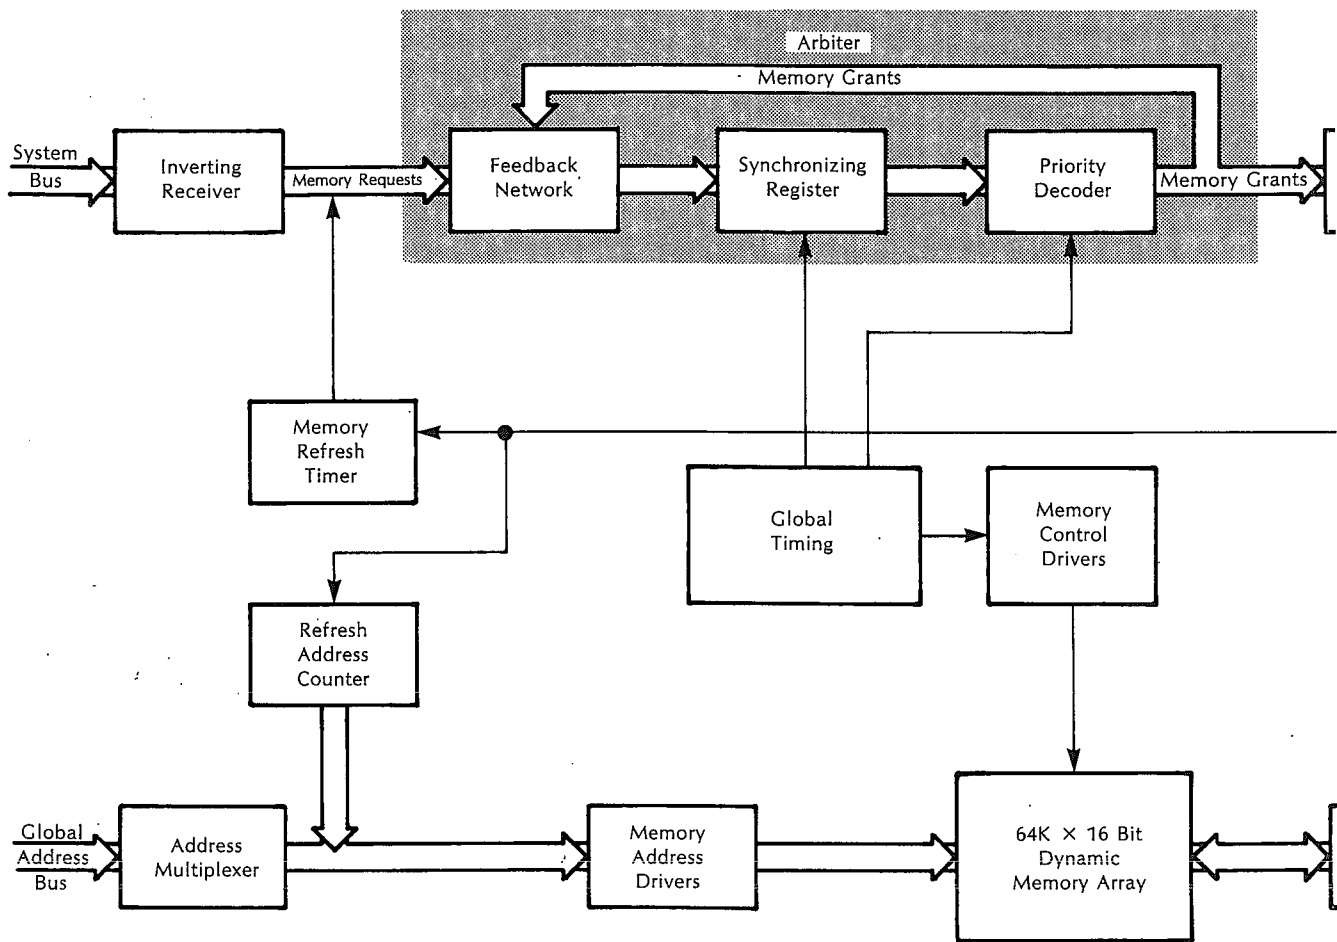 Arbiter
Memory Grants
System
Bus
Inverting
Receiver
Memory Requests
Feedback
Network
Synchronizing
Register
Priority
Decoder
Memory Grants
Memory
Refresh
Timer
Global
Timing
Memory
Control
Drivers
Refresh
Address
Counter
Global
Address
Bus
Address
Multiplexer
Memory
Address
Drivers
64K × 16 Bit
Dynamic
Memory Array